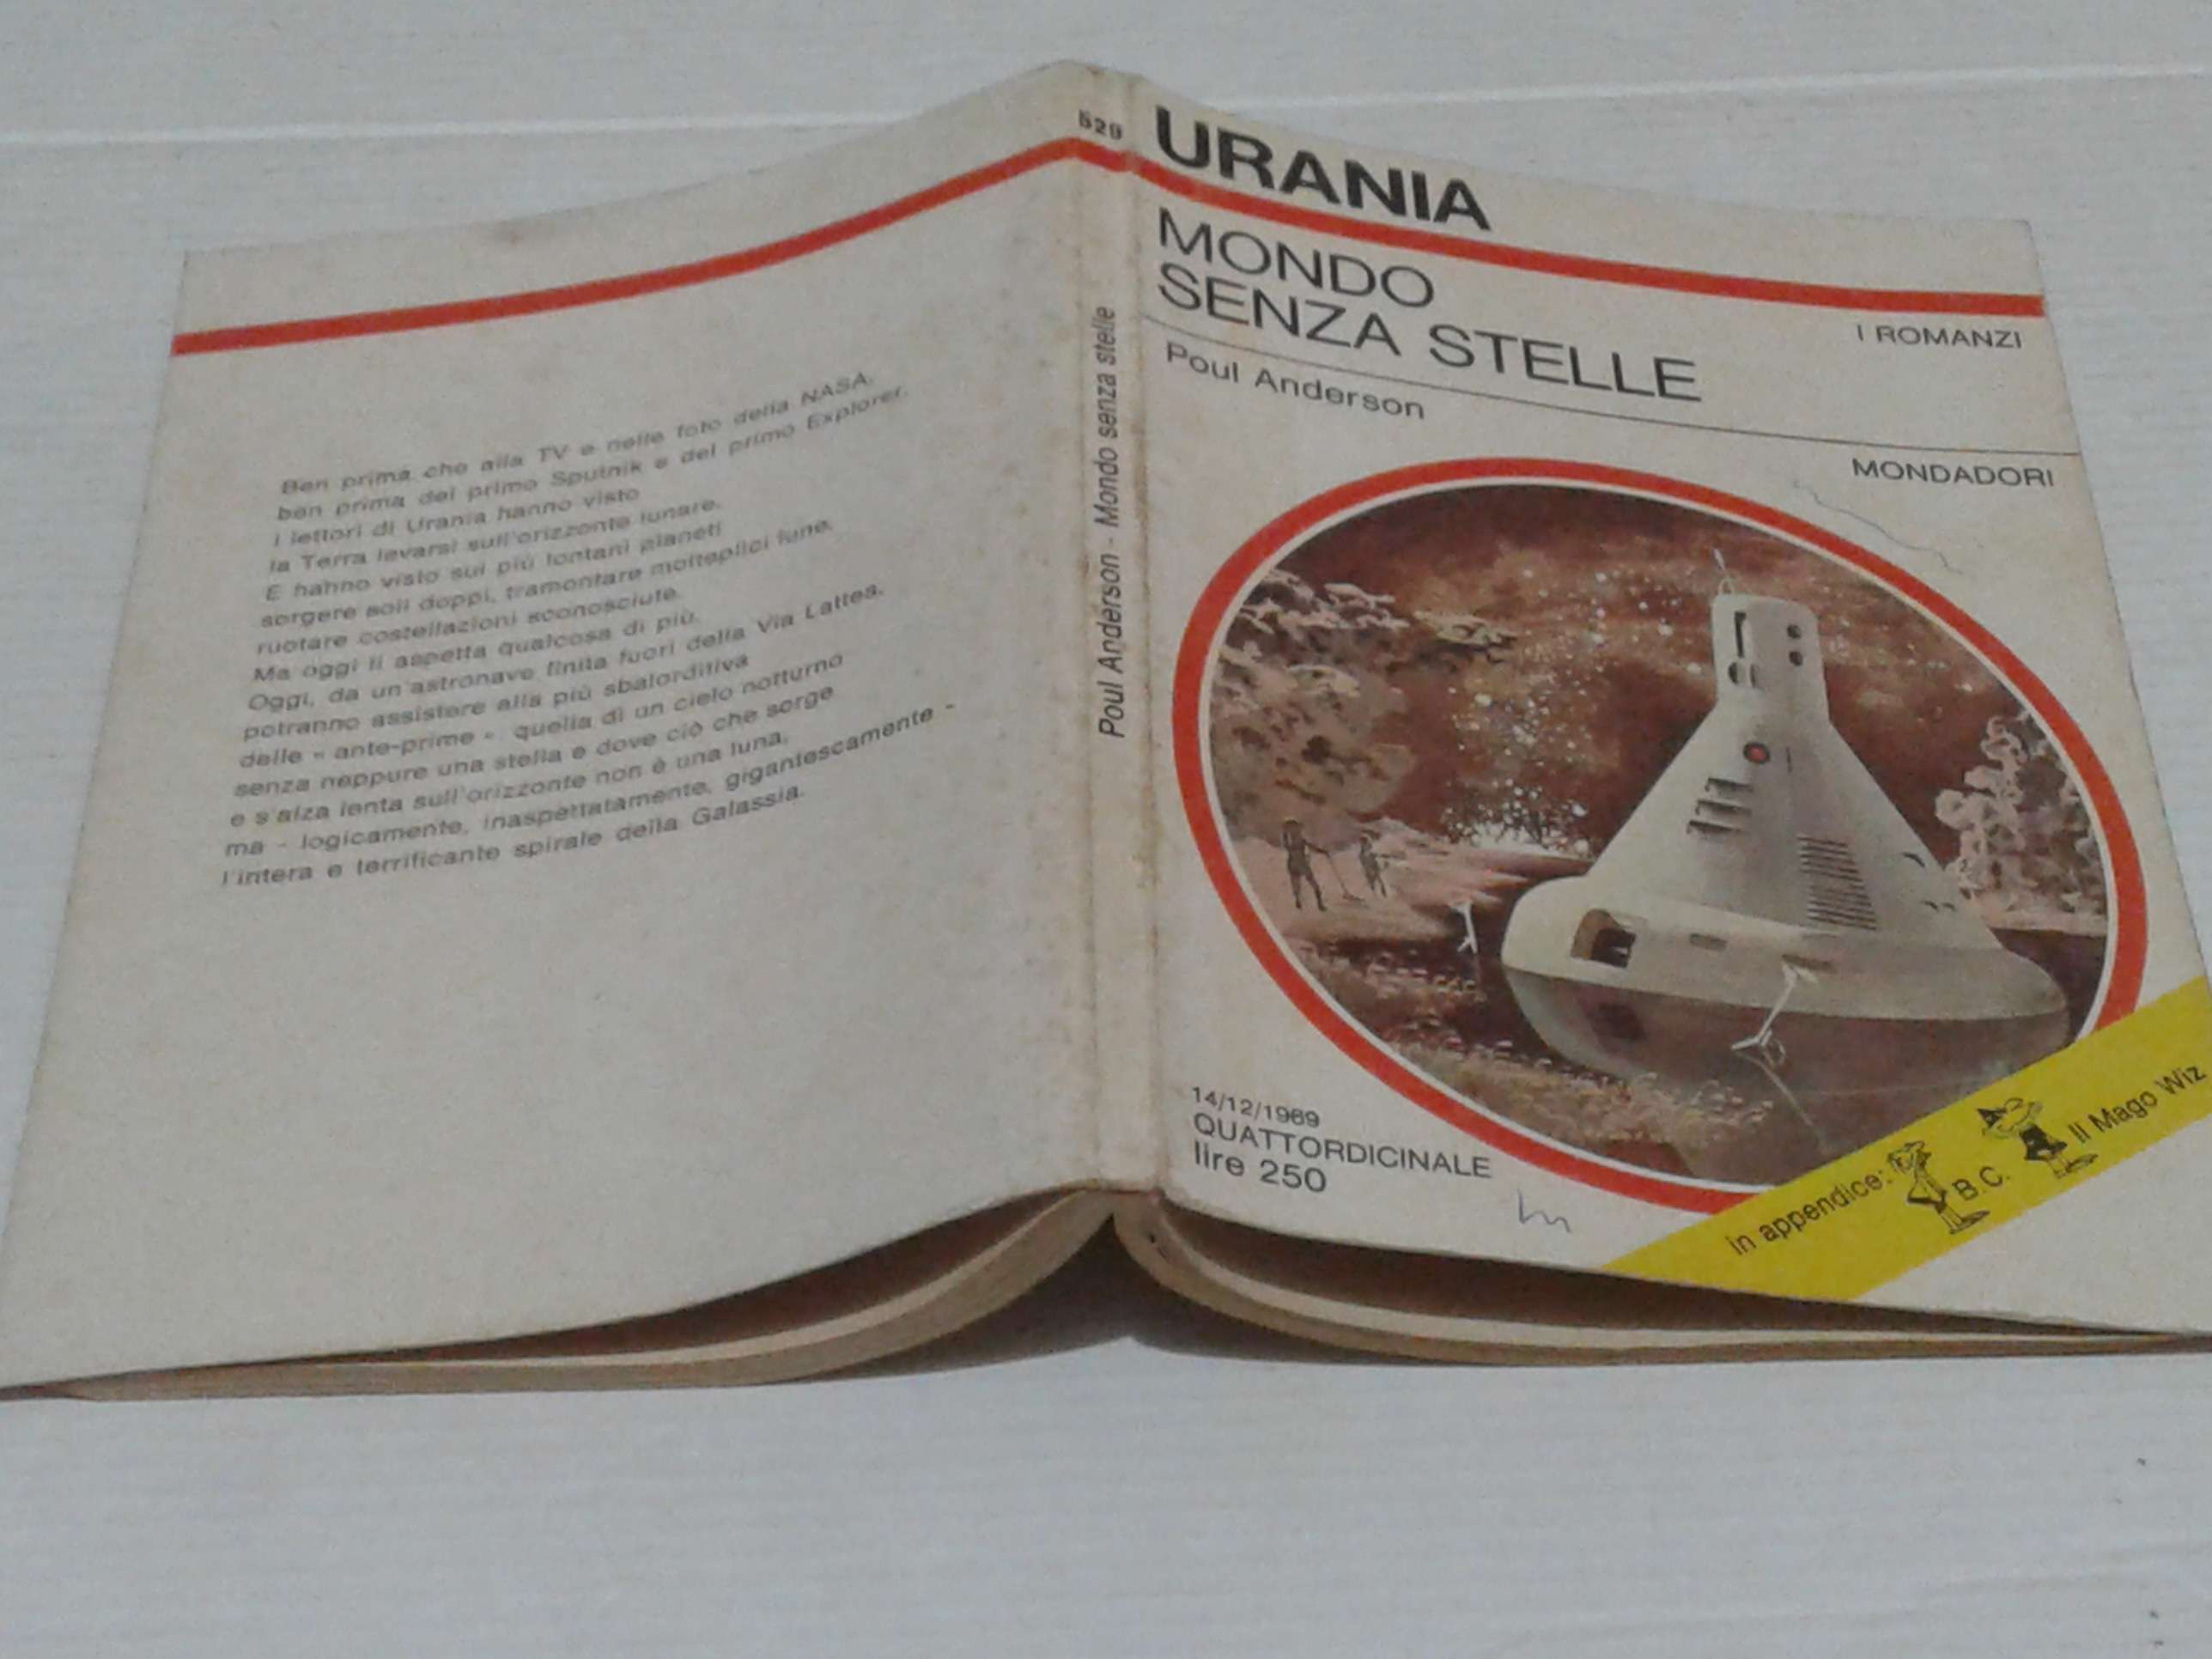 Ben prima che alla TV e nelle foto della NASA,
ben prima del primo Sputnik e del primo Explorer,
i lettori di Urania hanno visto
la Terra levarsi sull'orizzonte lunare.
E hanno visto sui più lontani pianeti
sorgere soli doppi, tramontare molteplici lune,
ruotare costellazioni sconosciute.
Ma oggi li aspetta qualcosa di più.
Oggi, da un'astronave finita fuori della Via Lattea,
potranno assistere alla più sbalorditiva
delle « ante-prime »: quella di un cielo notturno
senza neppure una stella e dove ciò che sorge
e s'alza lenta sull'orizzonte non è una luna,
ma - logicamente, inaspettatamente, gigantescamente -
l'intera e terrificante spirale della Galassia.
529
Poul Anderson - Mondo senza stelle
URANIA
MONDO
SENZA STELLE
I ROMANZI
Poul Anderson
MONDADORI
14/12/1969
QUATTORDICINALE
lire 250
in appendice: B.C. Il Mago Wiz